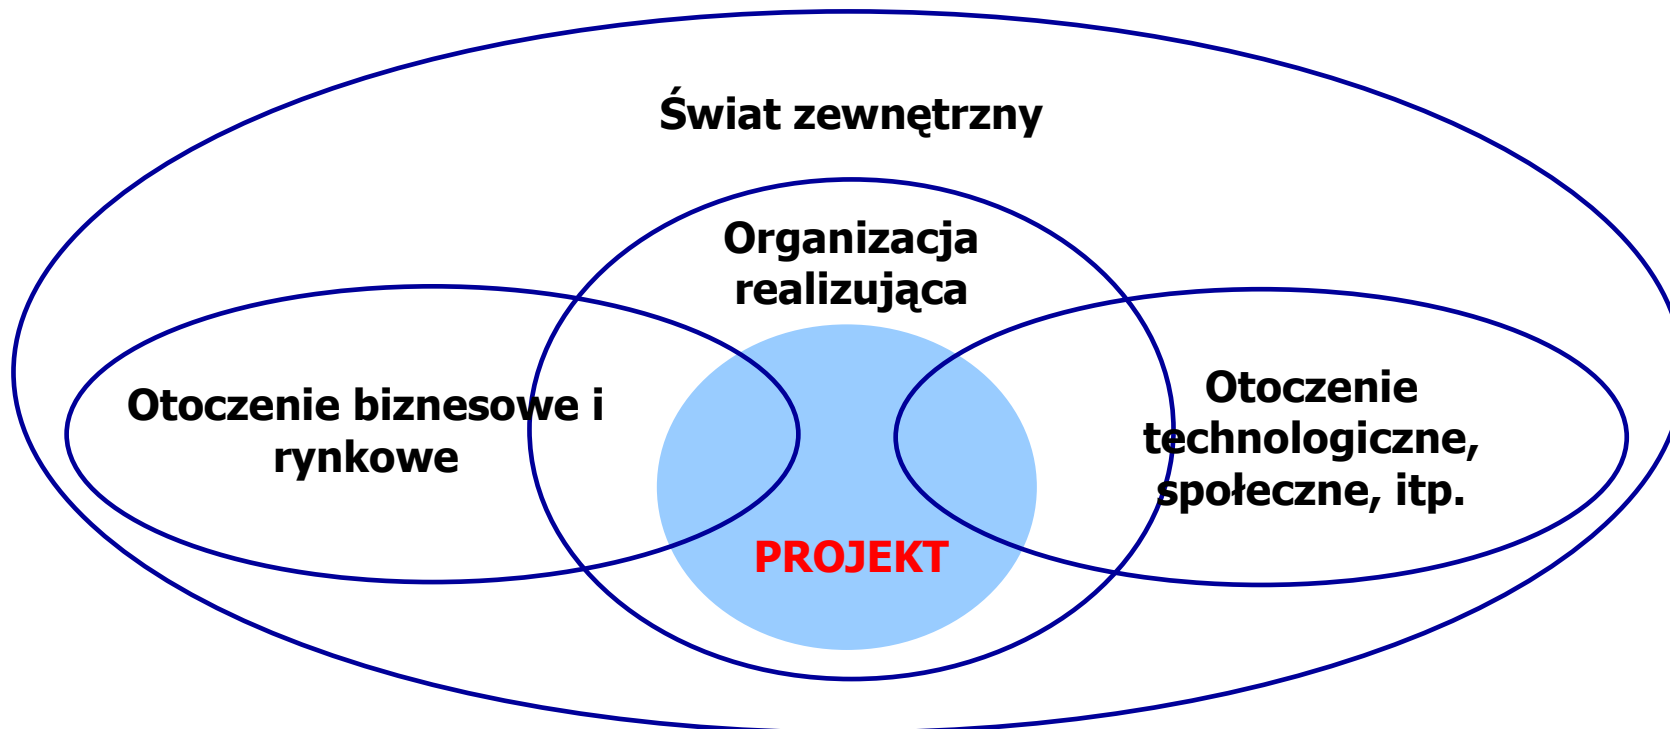 Świat zewnętrzny
Organizacja
realizująca
Otoczenie biznesowe i
rynkowe
Otoczenie
technologiczne,
społeczne, itp.
PROJEKT